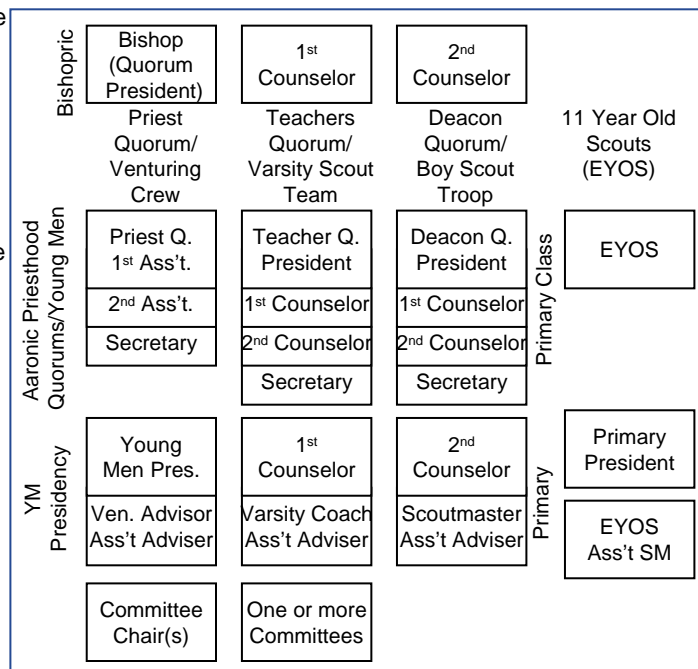 e
e
Bishopric
Bishop
(Quorum
President)
1st
Counselor
2nd
Counselor
Priest
Quorum/
Venturing
Crew
Teachers
Quorum/
Varsity Scout
Team
Deacon
Quorum/
Boy Scout
Troop
11 Year Old
Scouts
(EYOS)
Aaronic Priesthood
Quorums/Young Men
Priest Q.
1st Ass't.
2nd Ass't.
Secretary
Teacher Q.
President
1st Counselor
2nd Counselor
Secretary
Deacon Q.
President
1st Counselor
2nd Counselor
Secretary
Primary Class
EYOS
YM
Presidency
Young
Men Pres.
Ven. Advisor
Ass't Adviser
1st
Counselor
Varsity Coach
Ass't Adviser
2nd
Counselor
Scoutmaster
Ass't Adviser
Primary
Primary
President
EYOS
Ass't SM
Committee
Chair(s)
One or more
Committees